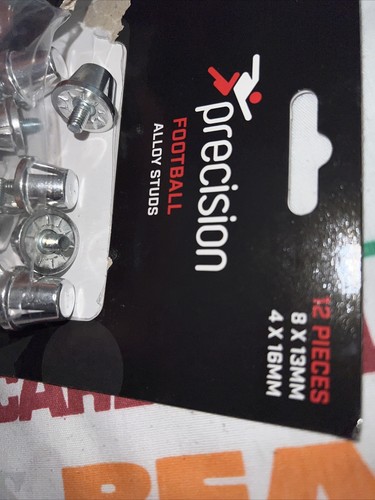 precision
FOOTBALL
ALLOY STUDS
12 PIECES
8 X 13MM
4 X 16MM